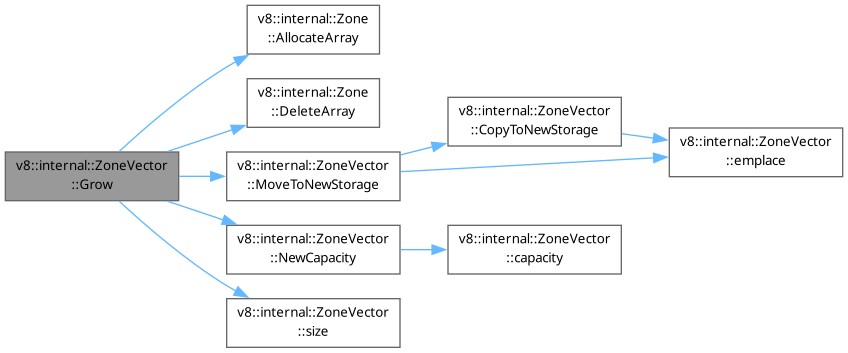 v8::internal::Zone
::AllocateArray
v8::internal::Zone
::DeleteArray
v8::internal::ZoneVector
::CopyToNewStorage
v8::internal::ZoneVector
::emplace
v8::internal::ZoneVector
::Grow
v8::internal::ZoneVector
::MoveToNewStorage
v8::internal::ZoneVector
::NewCapacity
v8::internal::ZoneVector
::capacity
v8::internal::ZoneVector
::size